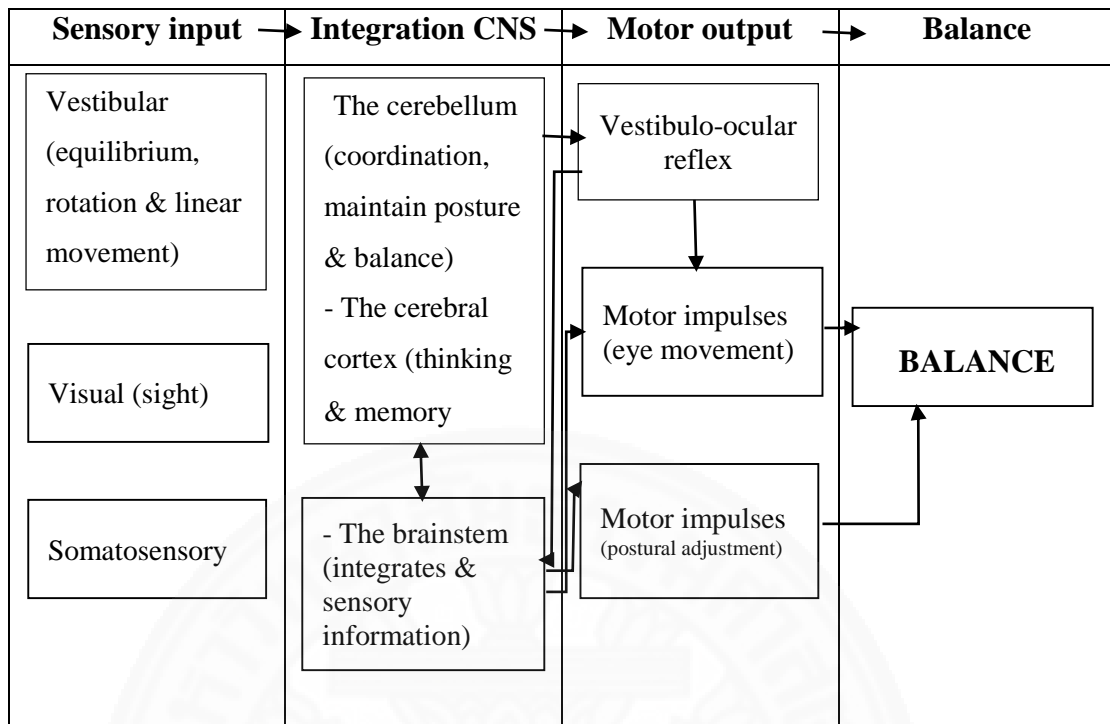 Sensory input
Integration CNS
Motor output
Balance
Vestibular
(equilibrium,
rotation & linear
movement)
Visual (sight)
Somatosensory
The cerebellum
(coordination,
maintain posture
& balance)
- The cerebral
cortex (thinking
& memory
- The brainstem
(integrates &
sensory
information)
Vestibulo-ocular
reflex
Motor impulses
(eye movement)
Motor impulses
(postural adjustment)
BALANCE